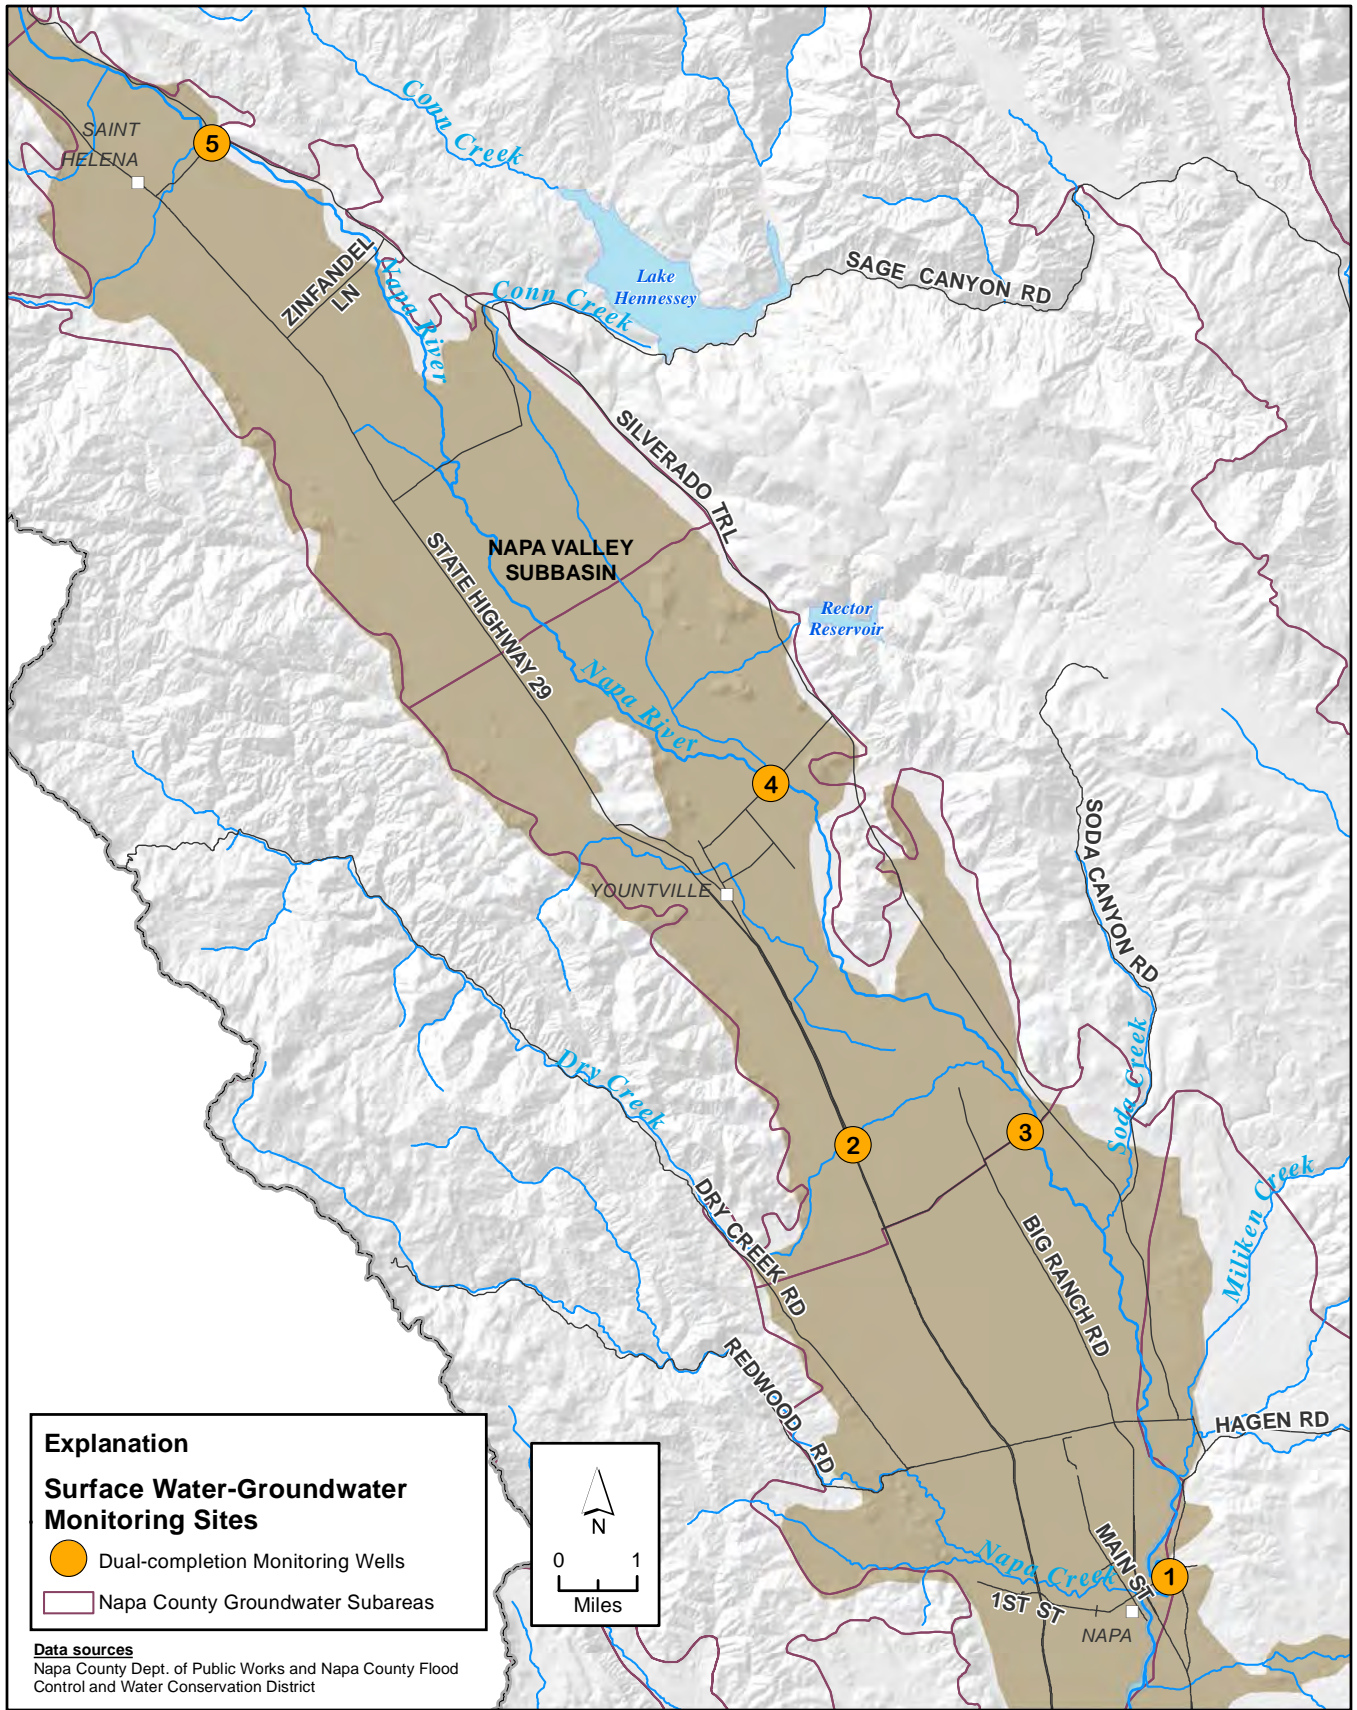 Conn Creek
5
SAINT
HELENA
ZINFANDEL
LN
Napa River
Conn Creek
Lake
Hennessey
SAGE CANYON RD
SILVERADO TRL
STATE HIGHWAY 29
NAPA VALLEY
SUBBASIN
Rector
Reservoir
Napa River
4
YOUNTVILLE
SODA CANYON RD
Soda Creek
Dry Creek
2
3
DRY CREEK RD
BIG RANCH RD
Miliken Creek
REDWOOD RD
HAGEN RD
MAIN ST
Napa Creek
1
1ST ST
NAPA
Explanation
Surface Water-Groundwater
Monitoring Sites
Dual-completion Monitoring Wells
Napa County Groundwater Subareas
N
0 1
Miles
Data sources
Napa County Dept. of Public Works and Napa County Flood
Control and Water Conservation District